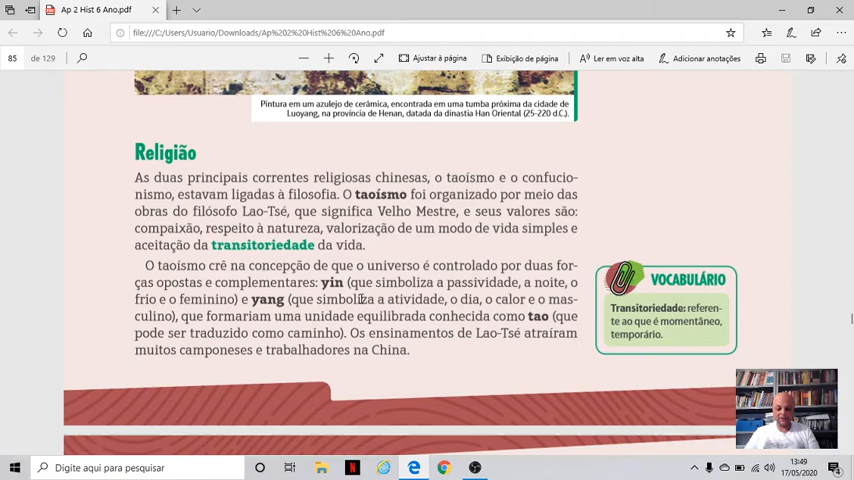 Ap 2 Hist 6 Ano.pdf
file:///C:/Users/Usuario/Downloads/Ap%202%20Hist%206%20Ano.pdf
85 de 129
Ajustar à página
Exibição de página
Ler em voz alta
Adicionar anotações
Pintura em um azulejo de cerâmica, encontrada em uma tumba próxima da cidade de
Luoyang, na província de Henan, datada da dinastia Han Oriental (25-220 d.C.).
Religião
As duas principais correntes religiosas chinesas, o taoísmo e o confucio-
nismo, estavam ligadas à filosofia. O taoísmo foi organizado por meio das
obras do filósofo Lao-Tsé, que significa Velho Mestre, e seus valores são:
compaixão, respeito à natureza, valorização de um modo de vida simples e
aceitação da transitoriedade da vida.
O taoísmo crê na concepção de que o universo é controlado por duas for-
ças opostas e complementares: yin (que simboliza a passividade, a noite, o
frio e o feminino) e yang (que simboliza a atividade, o dia, o calor e o mas-
culino), que formariam uma unidade equilibrada conhecida como tao (que
pode ser traduzido como caminho). Os ensinamentos de Lao-Tsé atraíram
muitos camponeses e trabalhadores na China.
VOCABULÁRIO
Transitoriedade: referen-
te ao que é momentâneo,
temporário.
Digite aqui para pesquisar
13:49
17/05/2020